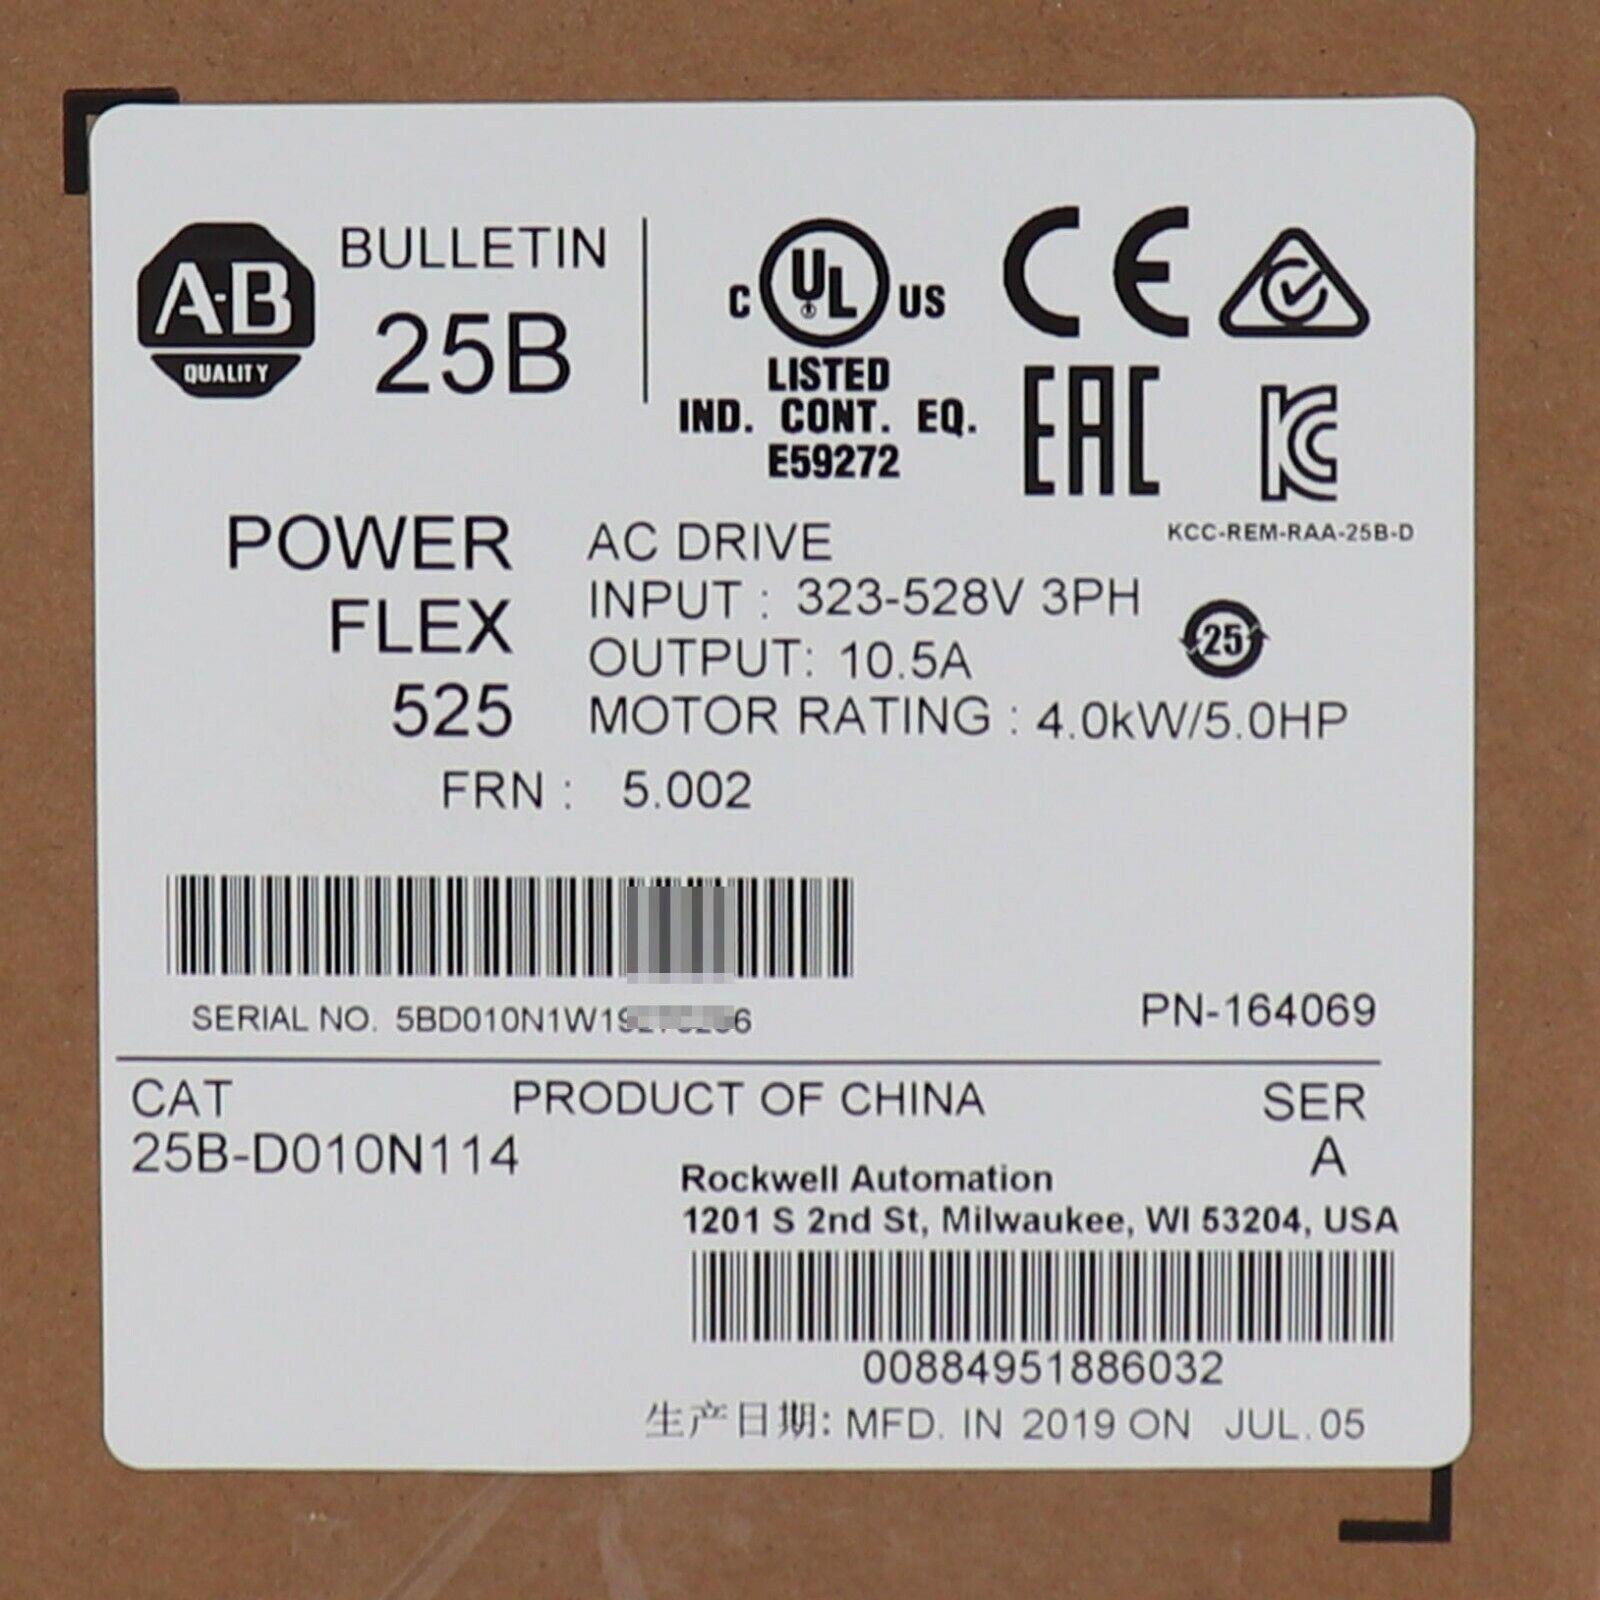 A-B
QUALITY
BULLETIN
25B
C UL US
LISTED
IND. CONT. EQ.
E59272
CE
EAC
KC
KCC-REM-RAA-25B-D
POWER
FLEX
525
AC DRIVE
INPUT : 323-528V 3PH
OUTPUT: 10.5A
MOTOR RATING : 4.0kW/5.0HP
25
FRN : 5.002
SERIAL NO.
PN-164069
CAT
25B-D010N114
PRODUCT OF CHINA
SER
A
Rockwell Automation
1201 S 2nd St, Milwaukee, WI 53204, USA
00884951886032
生产日期: MFD. IN 2019 ON JUL. 05